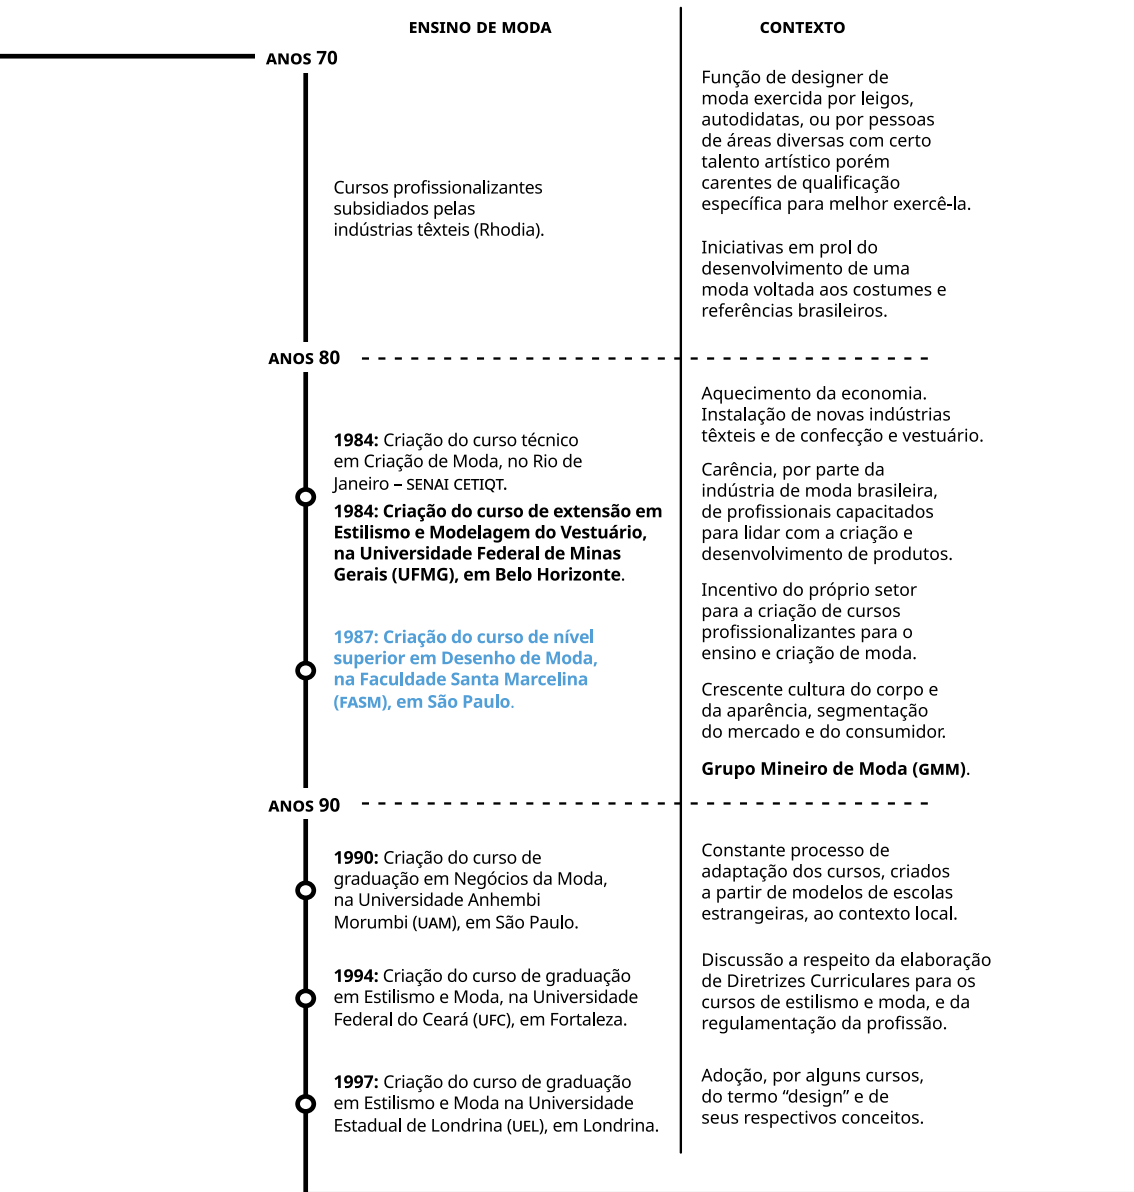 ENSINO DE MODA
CONTEXTO
ANOS 70
Cursos profissionalizantes
subsidiados pelas
indústrias têxteis (Rhodia).
Função de designer de
moda exercida por leigos,
autodidatas, ou por pessoas
de áreas diversas com certo
talento artístico porém
carentes de qualificação
específica para melhor exercê-la.
Iniciativas em prol do
desenvolvimento de uma
moda voltada aos costumes e
referências brasileiros.
ANOS 80
1984: Criação do curso técnico
em Criação de Moda, no Rio de
Janeiro – SENAI CETIQT.
1984: Criação do curso de extensão em
Estilismo e Modelagem do Vestuário,
na Universidade Federal de Minas
Gerais (UFMG), em Belo Horizonte.
1987: Criação do curso de nível
superior em Desenho de Moda,
na Faculdade Santa Marcelina
(FASM), em São Paulo.
Aquecimento da economia.
Instalação de novas indústrias
têxteis e de confecção e vestuário.
Carência, por parte da
indústria de moda brasileira,
de profissionais capacitados
para lidar com a criação e
desenvolvimento de produtos.
Incentivo do próprio setor
para a criação de cursos
profissionalizantes para o
ensino e criação de moda.
Crescente cultura do corpo e
da aparência, segmentação
do mercado e do consumidor.
Grupo Mineiro de Moda (GMM).
ANOS 90
1990: Criação do curso de
graduação em Negócios da Moda,
na Universidade Anhembi
Morumbi (UAM), em São Paulo.
1994: Criação do curso de graduação
em Estilismo e Moda, na Universidade
Federal do Ceará (UFC), em Fortaleza.
1997: Criação do curso de graduação
em Estilismo e Moda na Universidade
Estadual de Londrina (UEL), em Londrina.
Constante processo de
adaptação dos cursos, criados
a partir de modelos de escolas
estrangeiras, ao contexto local.
Discussão a respeito da elaboração
de Diretrizes Curriculares para os
cursos de estilismo e moda, e da
regulamentação da profissão.
Adoção, por alguns cursos,
do termo “design” e de
seus respectivos conceitos.